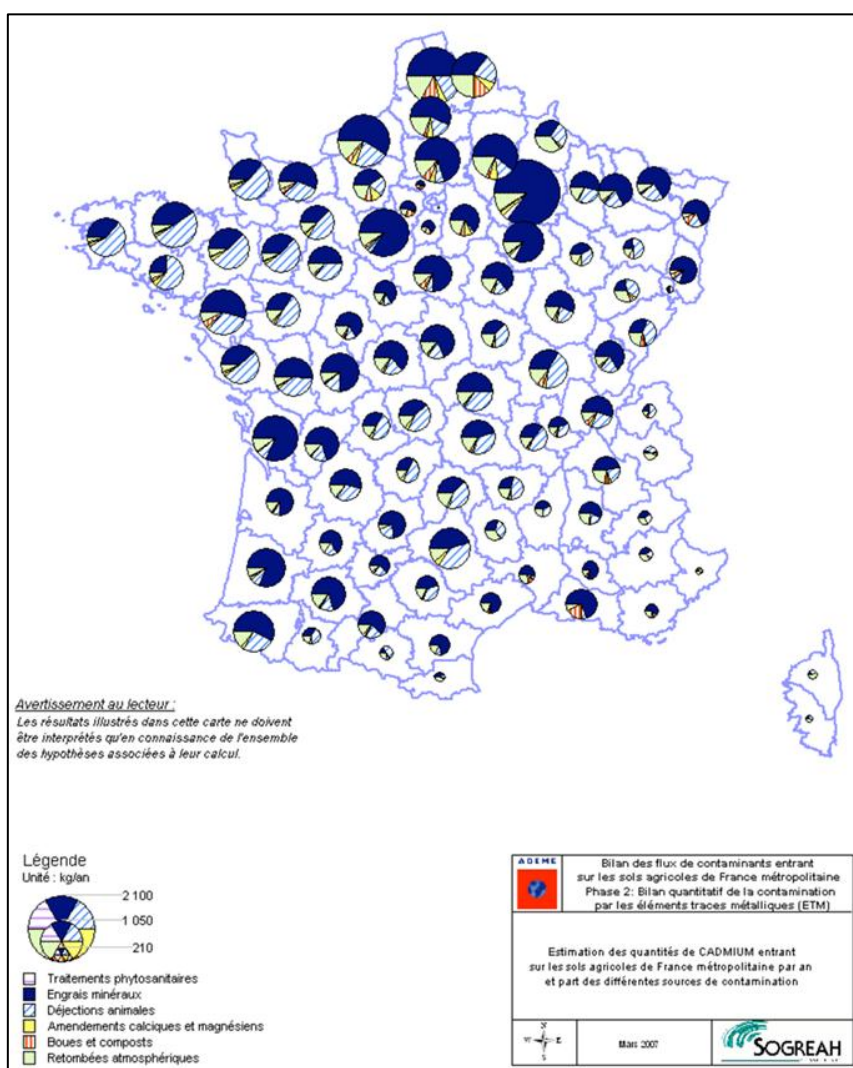 Avertissement au lecteur :
Les résultats illustrés dans cette carte ne doivent
être interprétés qu'en connaissance de l'ensemble
des hypothèses associées à leur calcul.
Légende
Unité : kg/an
2 100
1 050
210
Traitements phytosanitaires
Engrais minéraux
Déjections animales
Amendements calciques et magnésiens
Boues et composts
Retombées atmosphériques
ADEME
Bilan des flux de contaminants entrant
sur les sols agricoles de France métropolitaine
Phase 2: Bilan quantitatif de la contamination
par les éléments traces métalliques (ETM)
Estimation des quantités de CADMIUM entrant
sur les sols agricoles de France métropolitaine par an
et part des différentes sources de contamination
N
W E
S
Mars 2007
SOGREAH